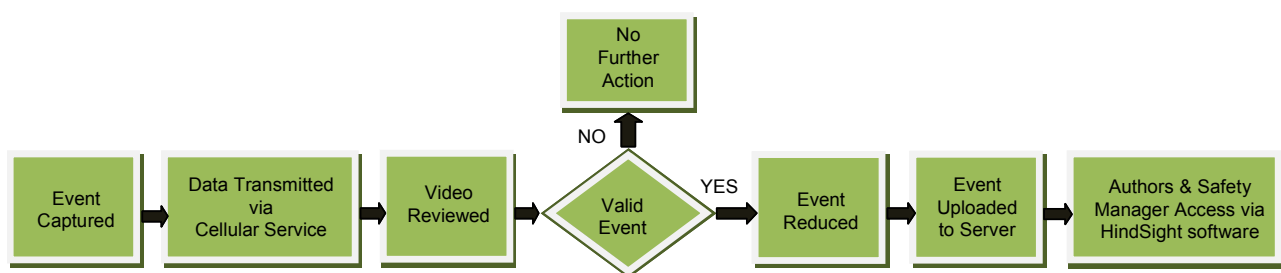 No
Further
Action
NO
Event
Captured
Data Transmitted
via
Cellular Service
Video
Reviewed
Valid
Event
YES
Event
Reduced
Event
Uploaded
to Server
Authors & Safety
Manager Access via
HindSight software